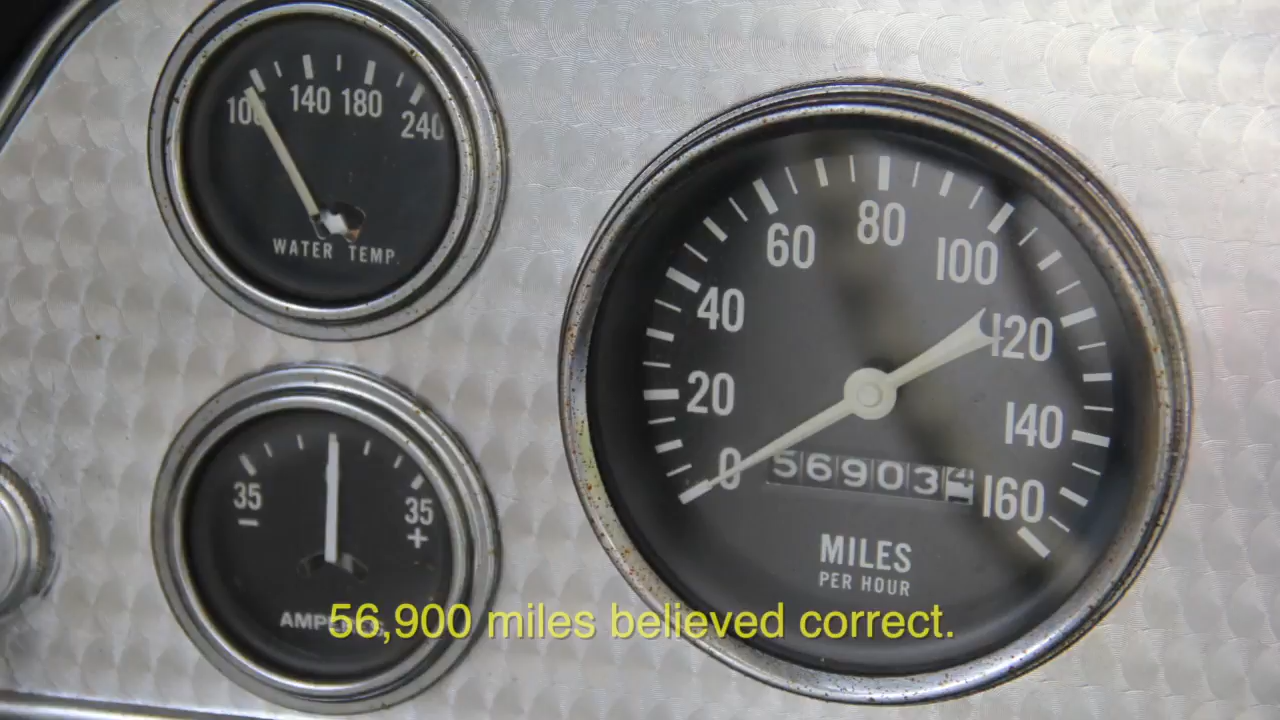 100 140 180 240
WATER TEMP.
35 35
- +
AMPERES
0 20 40 60 80 100 120 140 160
569034
MILES
PER HOUR
56,900 miles believed correct.